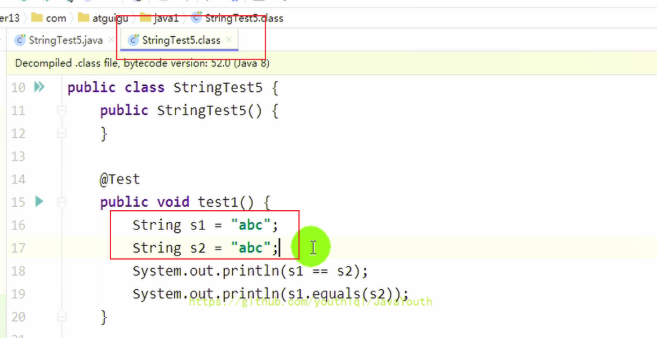 er13 com atguigu java1 StringTest5.class
StringTest5.java StringTest5.class
Decompiled .class file, bytecode version: 52.0 (Java 8)
10 public class StringTest5 {
11 public StringTest5() {
12 }
13
14 @Test
15 public void test1() {
16 String s1 = "abc";
17 String s2 = "abc";
18 System.out.println(s1 == s2);
19 System.out.println(s1.equals(s2));
https://github.com/youthlql/JavaYouth
20 }